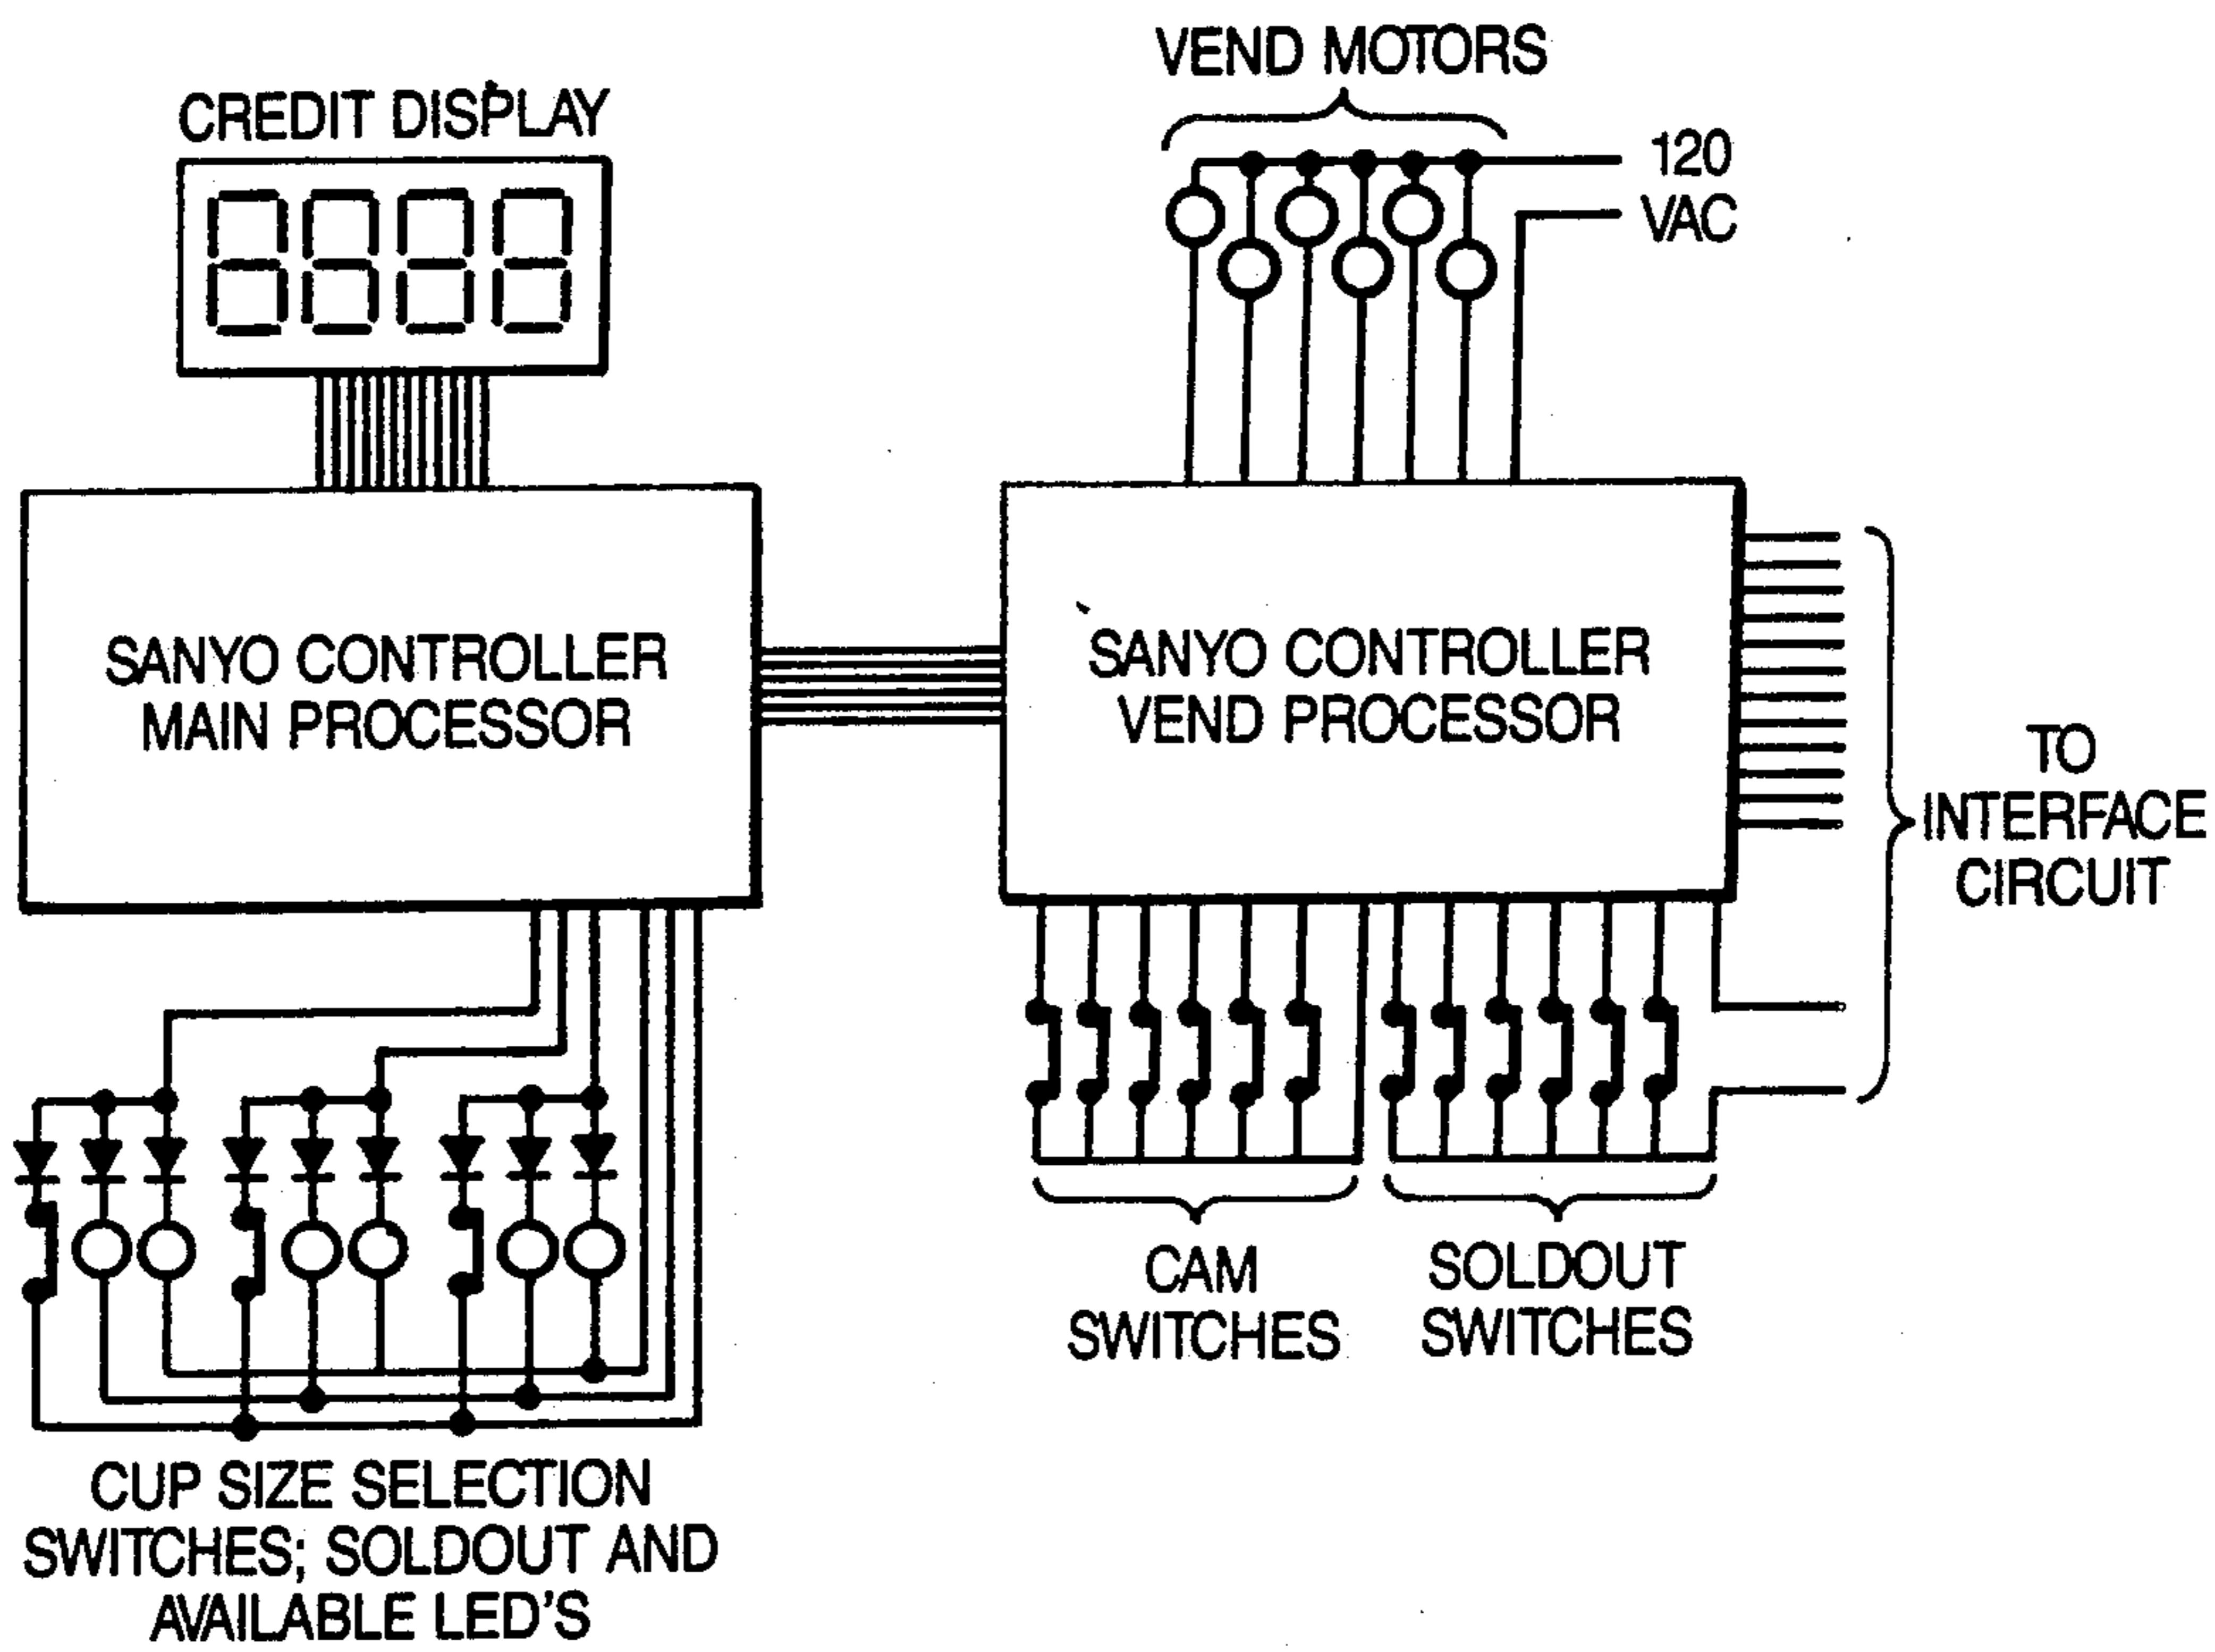 VEND MOTORS
CREDIT DISPLAY
120
VAC
SANYO CONTROLLER
MAIN PROCESSOR
SANYO CONTROLLER
VEND PROCESSOR
TO
INTERFACE
CIRCUIT
CAM
SWITCHES
SOLDOUT
SWITCHES
CUP SIZE SELECTION
SWITCHES; SOLDOUT AND
AVAILABLE LED'S